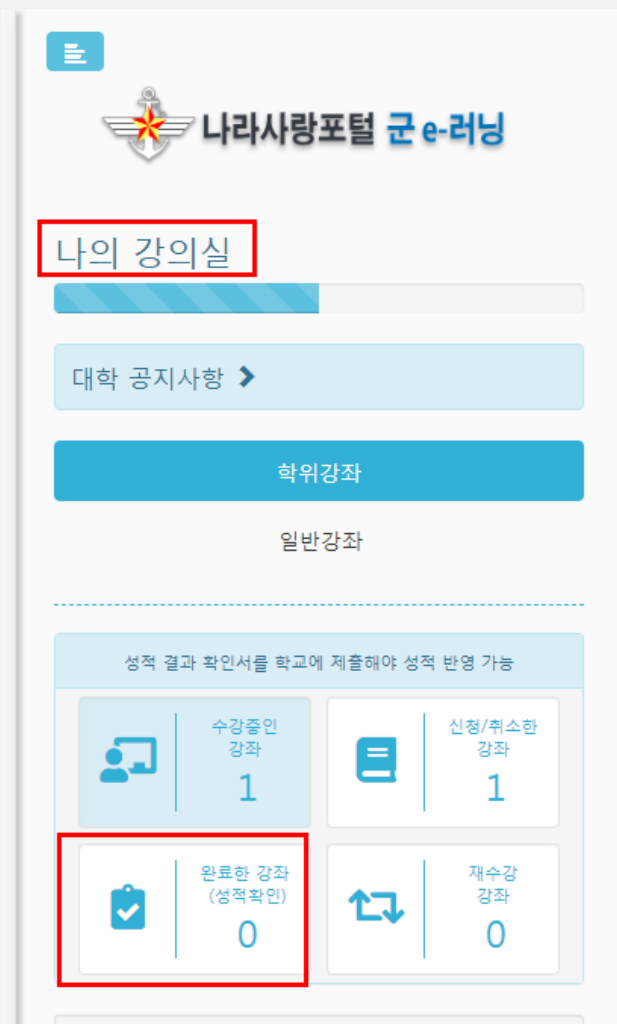 나라사랑포털 군 e-러닝
나의 강의실
대학 공지사항
학위강좌
일반강좌
성적 결과 확인서를 학교에 제출해야 성적 반영 가능
수강중인
강좌
1
신청/취소한
강좌
1
완료한 강좌
(성적확인)
0
재수강
강좌
0